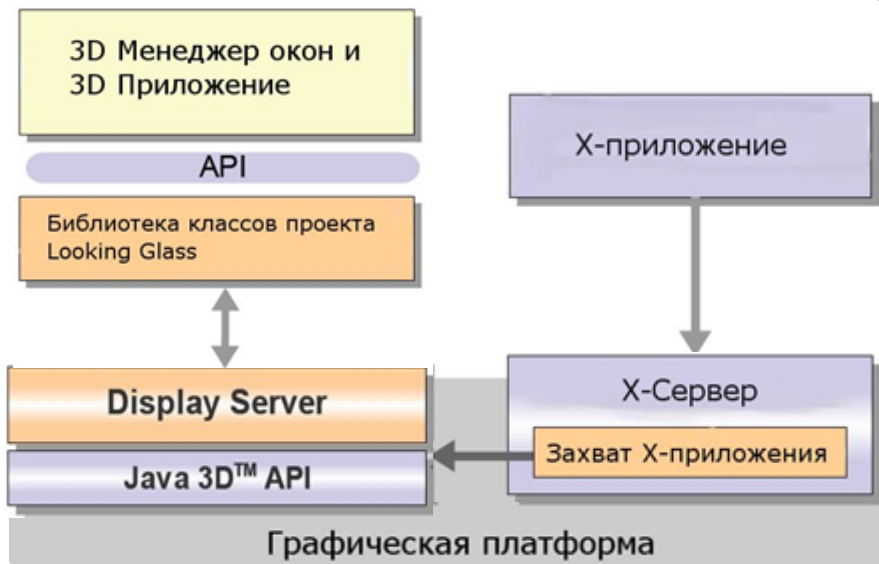 3D Менеджер окон и
3D Приложение
API
Библиотека классов проекта
Looking Glass
Display Server
Java 3D™ API
X-приложение
X-Сервер
Захват X-приложения
Графическая платформа